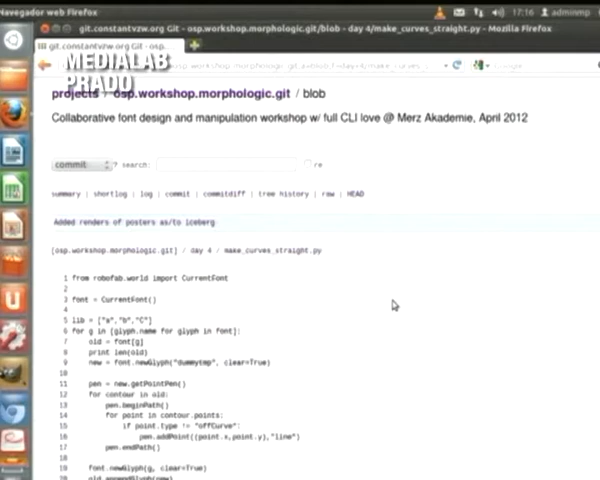 Navegador web Firefox
17:16 adminmp
git.constantvzw.org Git - osp.workshop.morphologic.git/blob - day 4/make_curves_straight.py - Mozilla Firefox
git.constantvzw.org Git - osp....
MEDIALAB
PRADO
projects / osp.workshop.morphologic.git / blob
Collaborative font design and manipulation workshop w/ full CLI love @ Merz Akademie, April 2012
commit ? search: re
summary | shortlog | log | commit | commitdiff | tree history | raw | HEAD
Added renders of posters as/to iceberg
[osp.workshop.morphologic.git] / day 4 / make_curves_straight.py
1 from robofab.world import CurrentFont
2
3 font = CurrentFont()
4
5 lib = ["a","b","C"]
6 for g in [glyph.name for glyph in font]:
7 old = font[g]
8 print len(old)
9 new = font.newGlyph("dummytmp", clear=True)
10
11 pen = new.getPointPen()
12 for contour in old:
13 pen.beginPath()
14 for point in contour.points:
15 if point.type != "offCurve":
16 pen.addPoint((point.x,point.y),"line")
17 pen.endPath()
18
19 font.newGlyph(g, clear=True)
20 old.appendGlyph(new)